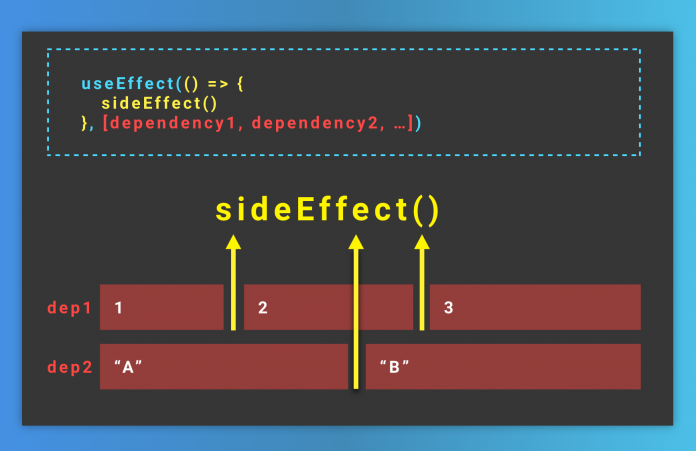 useEffect(() => {
sideEffect()
}, [dependency1, dependency2, …])
sideEffect()
dep1 1 2 3
dep2 “A” “B”